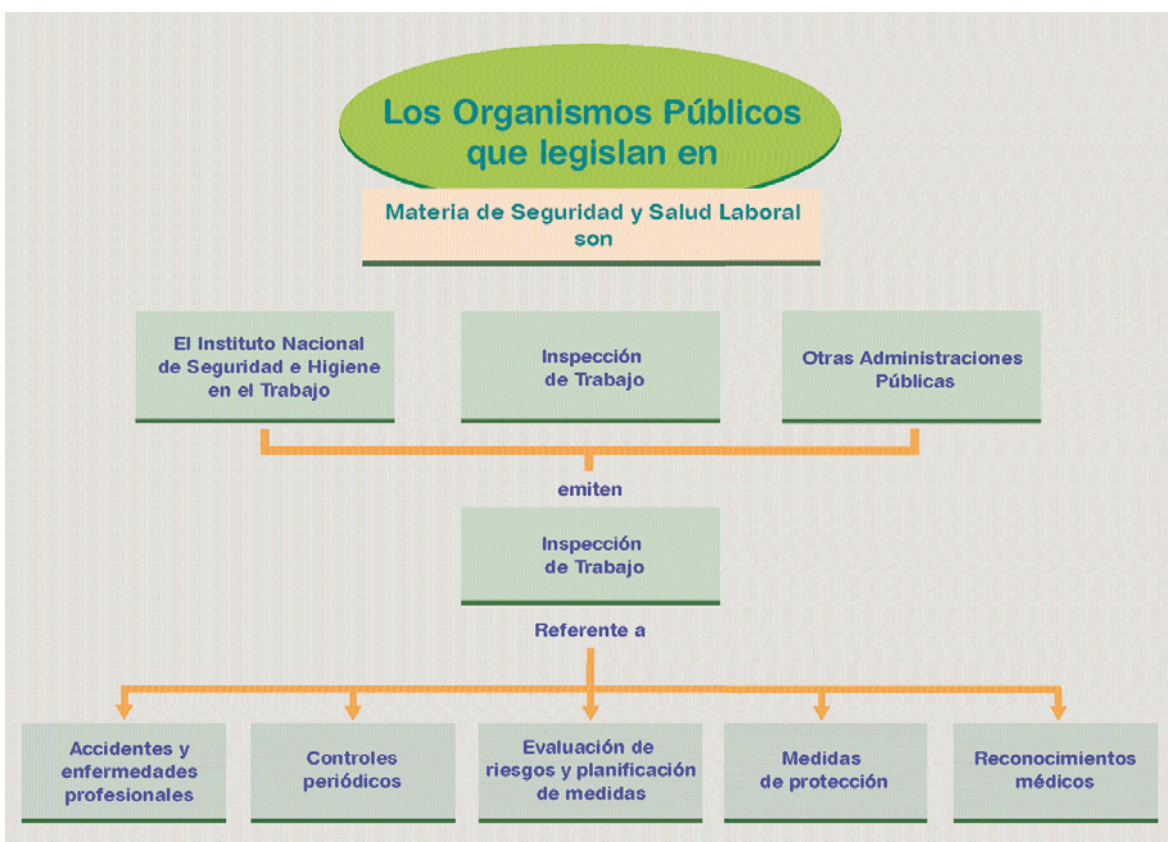 Los Organismos Públicos
que legislan en
Materia de Seguridad y Salud Laboral
son
El Instituto Nacional
de Seguridad e Higiene
en el Trabajo
Inspección
de Trabajo
Otras Administraciones
Públicas
emiten
Inspección
de Trabajo
Referente a
Accidentes y
enfermedades
profesionales
Controles
periódicos
Evaluación de
riesgos y planificación
de medidas
Medidas
de protección
Reconocimientos
médicos